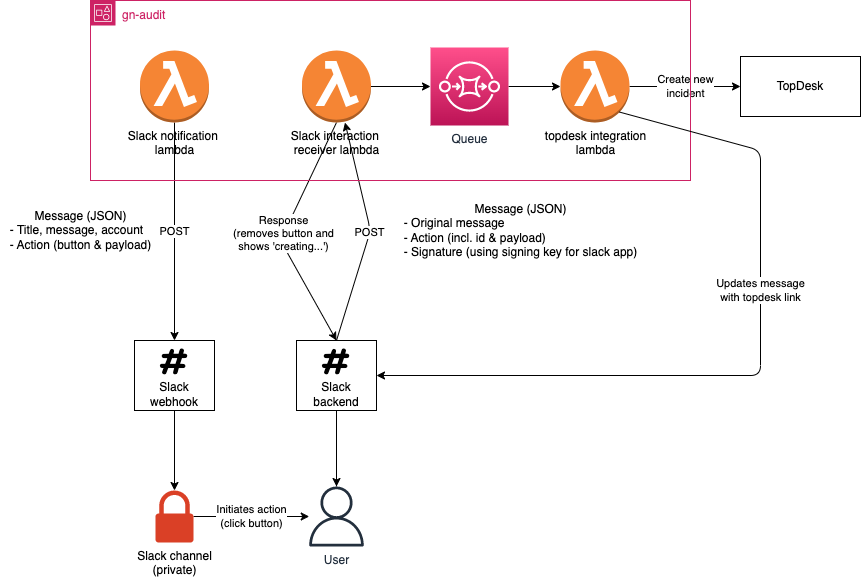 gn-audit
Slack notification
lambda
Slack interaction
receiver lambda
Queue
topdesk integration
lambda
Create new
incident
TopDesk
Message (JSON)
- Title, message, account
- Action (button & payload)
POST
Response
(removes button and
shows 'creating...')
POST
Message (JSON)
- Original message
- Action (incl. id & payload)
- Signature (using signing key for slack app)
Updates message
with topdesk link
Slack
webhook
Slack
backend
Initiates action
(click button)
Slack channel
(private)
User